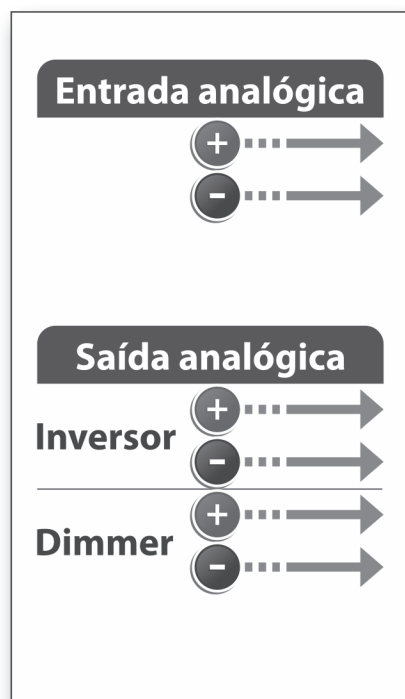 Entrada analógica
+
-
Saída analógica
Inversor
+
-
Dimmer
+
-